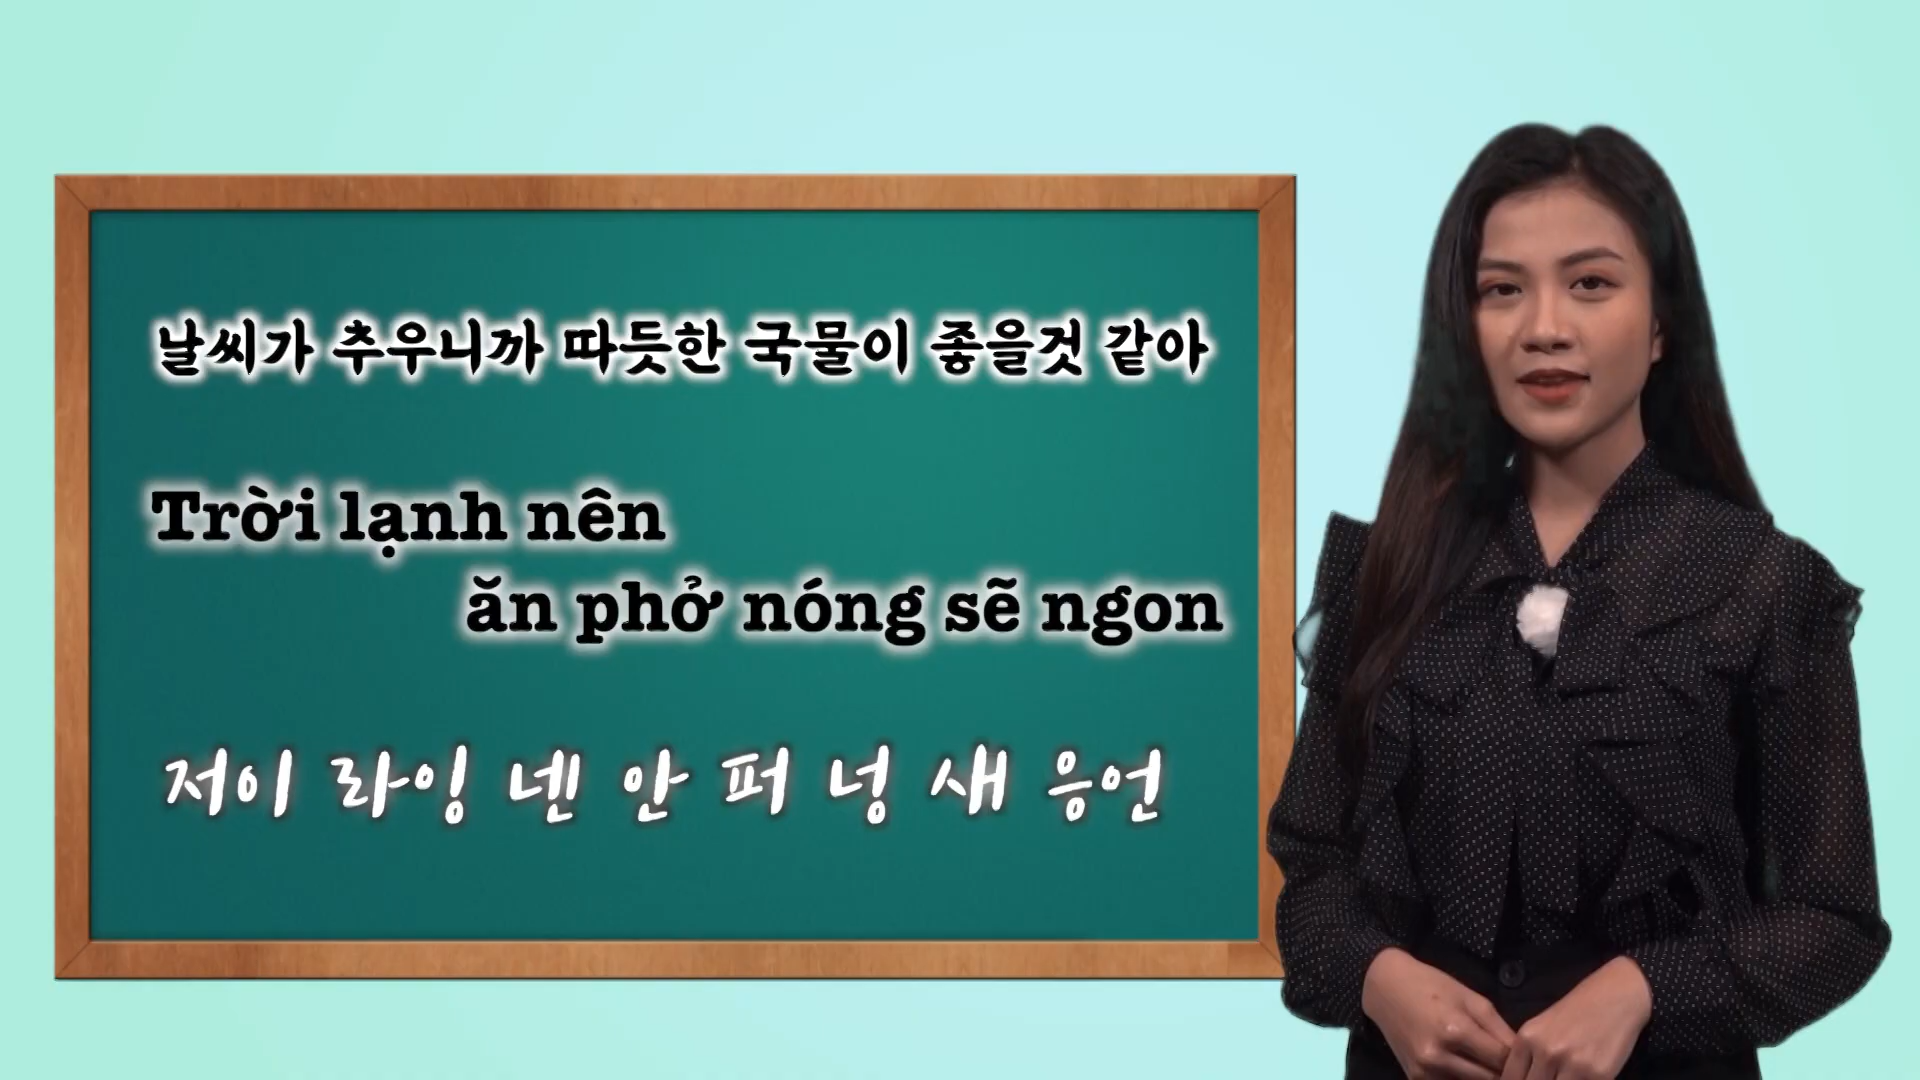 날씨가 추우니까 따듯한 국물이 좋을것 같아
Trời lạnh nên
ăn phở nóng sẽ ngon
저이 라잉 넨 안 퍼 넝 새 응언